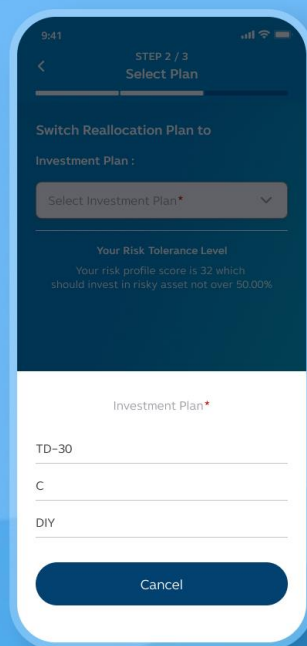 9:41
STEP 2 / 3
Select Plan
Switch Reallocation Plan to
Investment Plan :
Select Investment Plan*
Your Risk Tolerance Level
Your risk profile score is 32 which
should invest in risky asset not over 50.00%
Investment Plan*
TD-30
C
DIY
Cancel